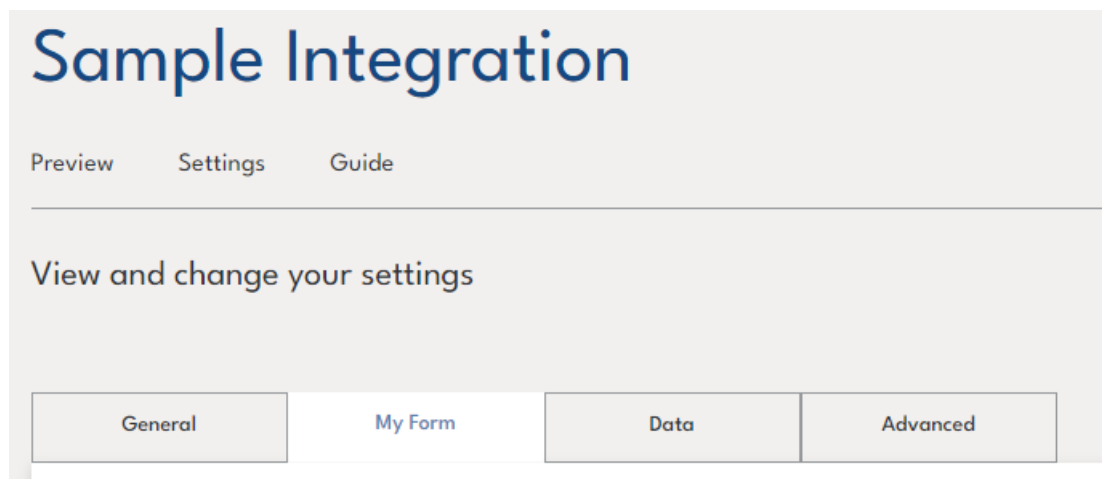 Sample Integration
Preview Settings Guide
View and change your settings
General My Form Data Advanced